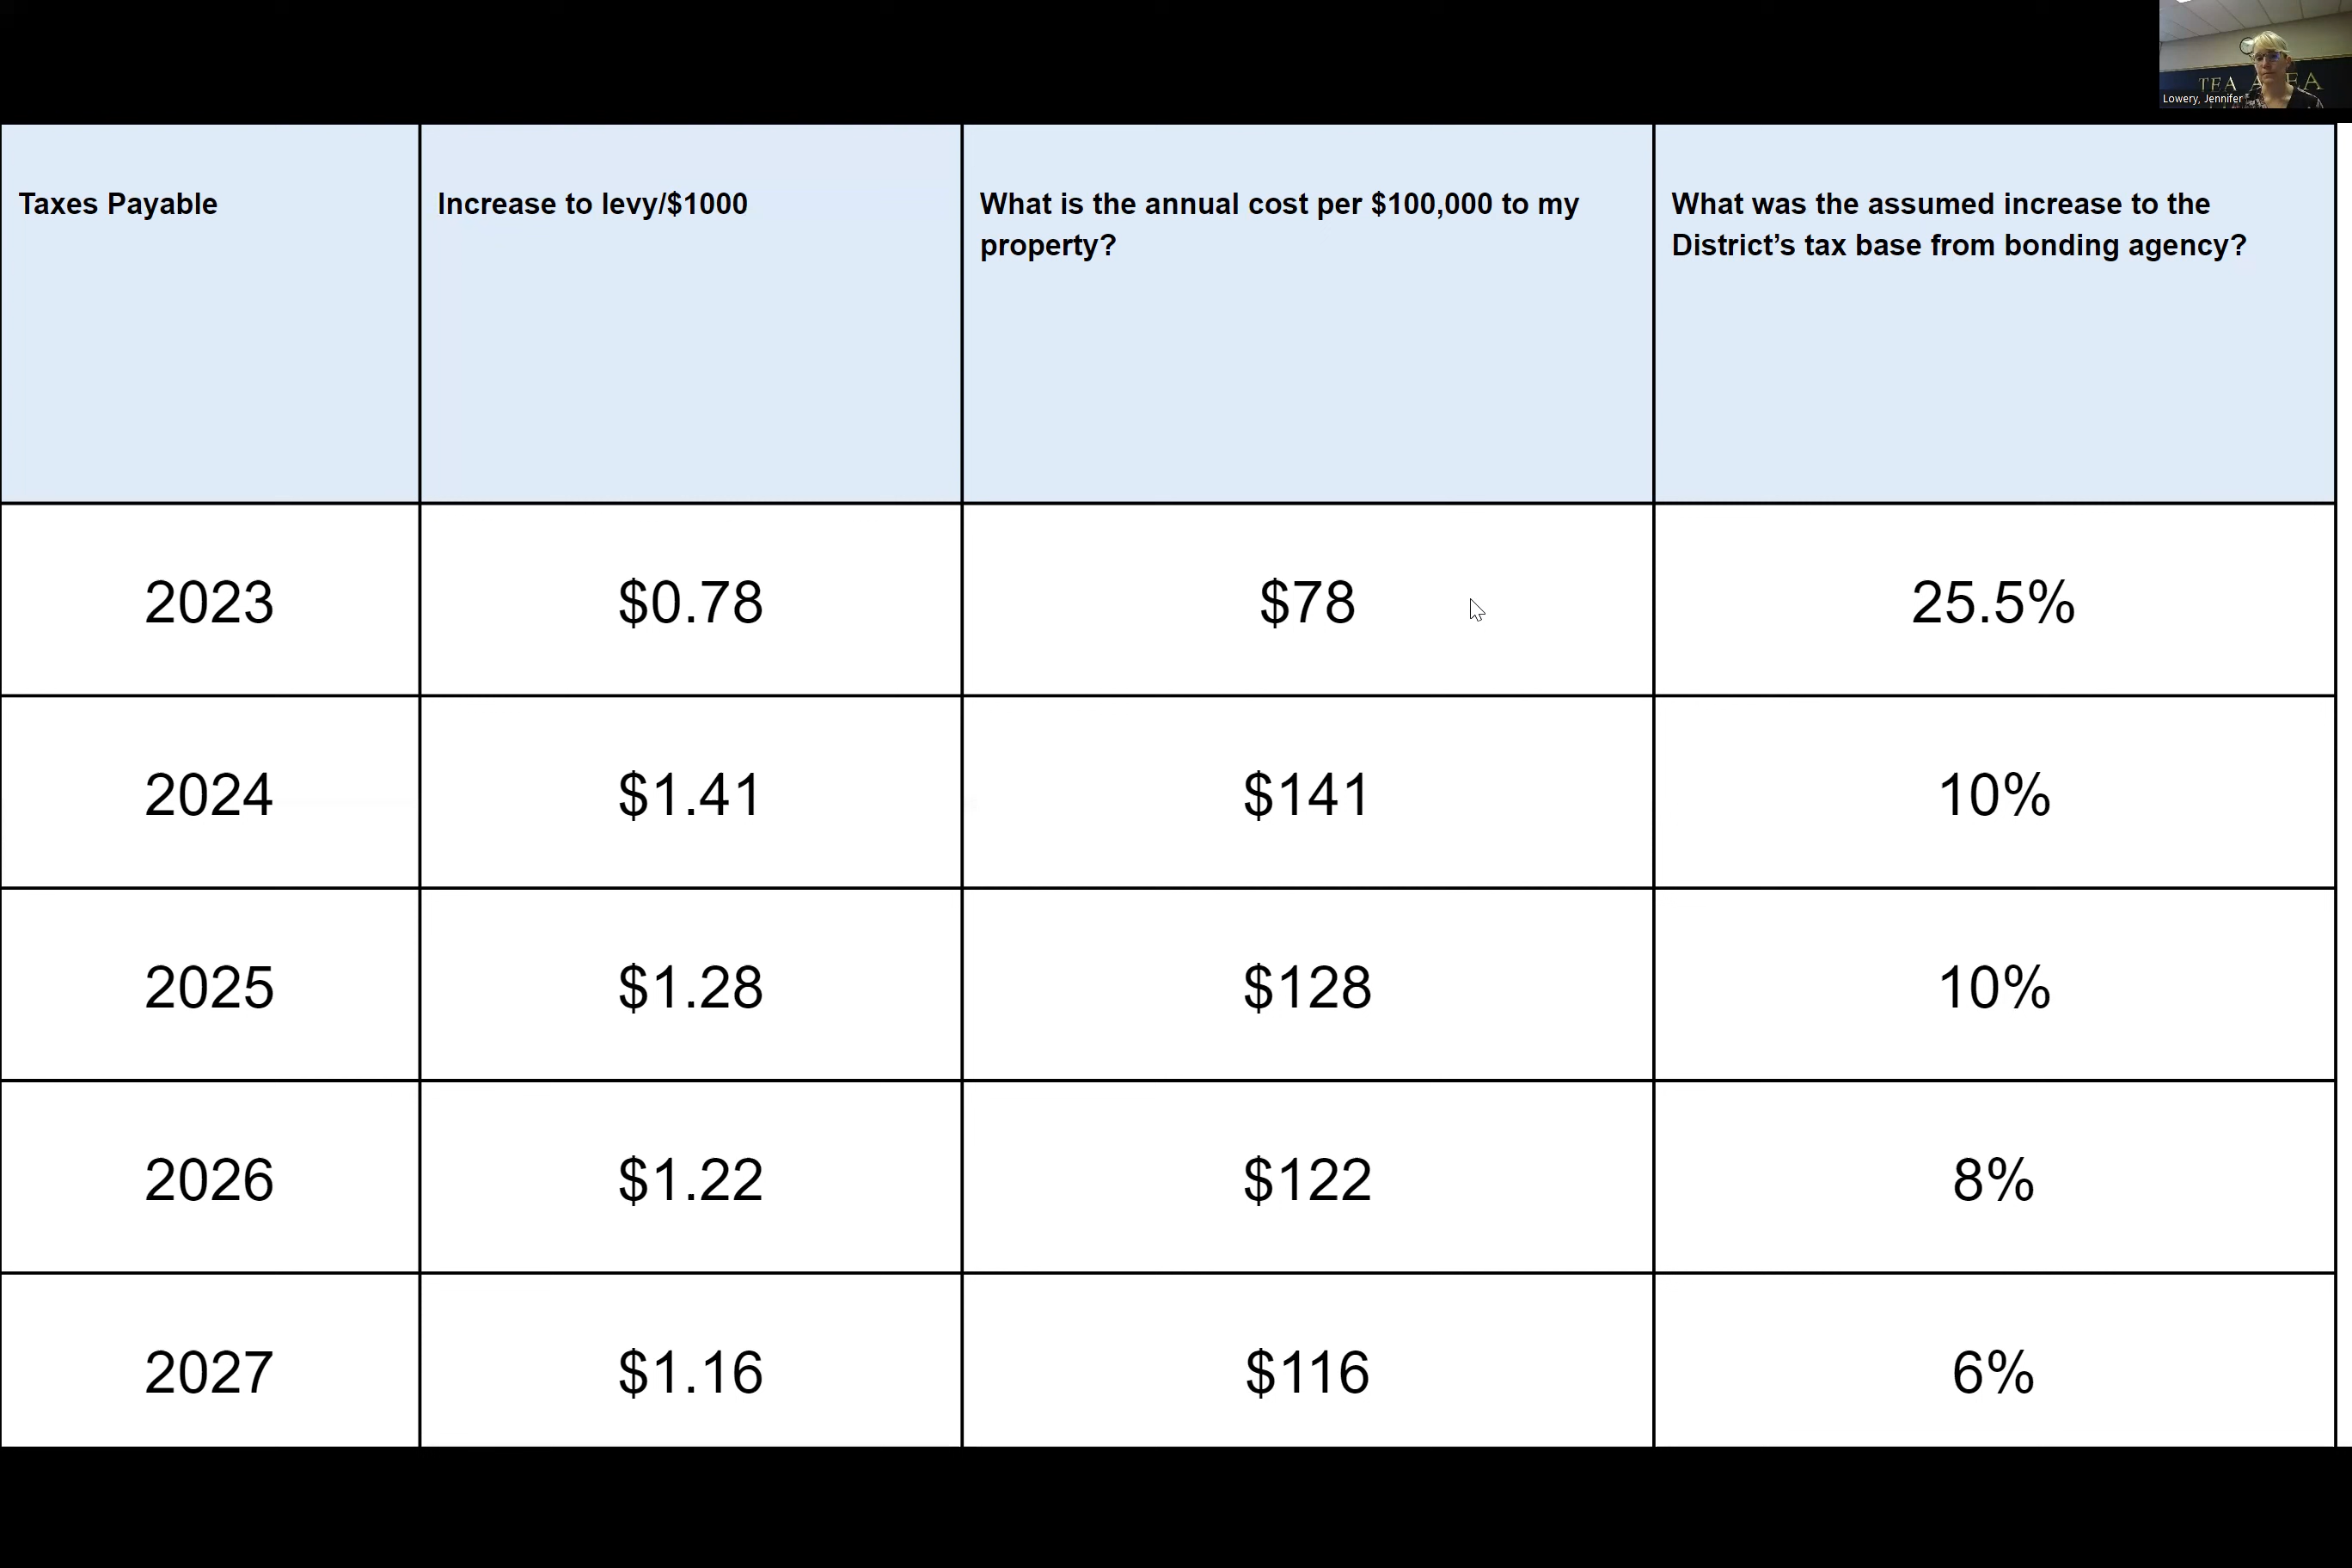 TEA AREA
Lowery, Jennifer
Taxes Payable
Increase to levy/$1000
What is the annual cost per $100,000 to my
property?
What was the assumed increase to the
District’s tax base from bonding agency?
2023
$0.78
$78
25.5%
2024
$1.41
$141
10%
2025
$1.28
$128
10%
2026
$1.22
$122
8%
2027
$1.16
$116
6%